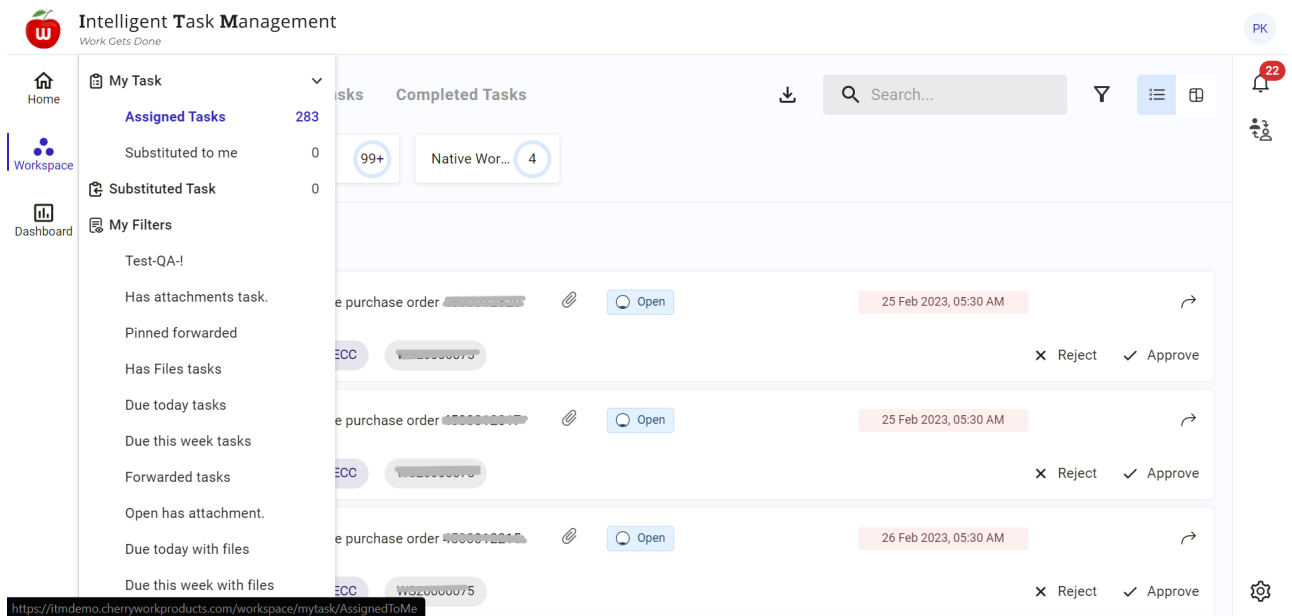 w
Intelligent Task Management
Work Gets Done
PK
Home
Workspace
Dashboard
My Task
Assigned Tasks 283
Substituted to me 0
Substituted Task 0
My Filters
Test-QA-!
Has attachments task.
Pinned forwarded
Has Files tasks
Due today tasks
Due this week tasks
Forwarded tasks
Open has attachment.
Due today with files
Due this week with files
sks Completed Tasks
Search...
22
99+
Native Wor... 4
e purchase order Open 25 Feb 2023, 05:30 AM
ECC Reject Approve
e purchase order Open 25 Feb 2023, 05:30 AM
ECC Reject Approve
e purchase order Open 26 Feb 2023, 05:30 AM
ECC Reject Approve
https://itmdemo.cherryworkproducts.com/workspace/mytask/AssignedToMe